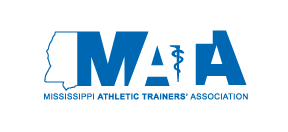 MATA
MISSISSIPPI ATHLETIC TRAINERS' ASSOCIATION